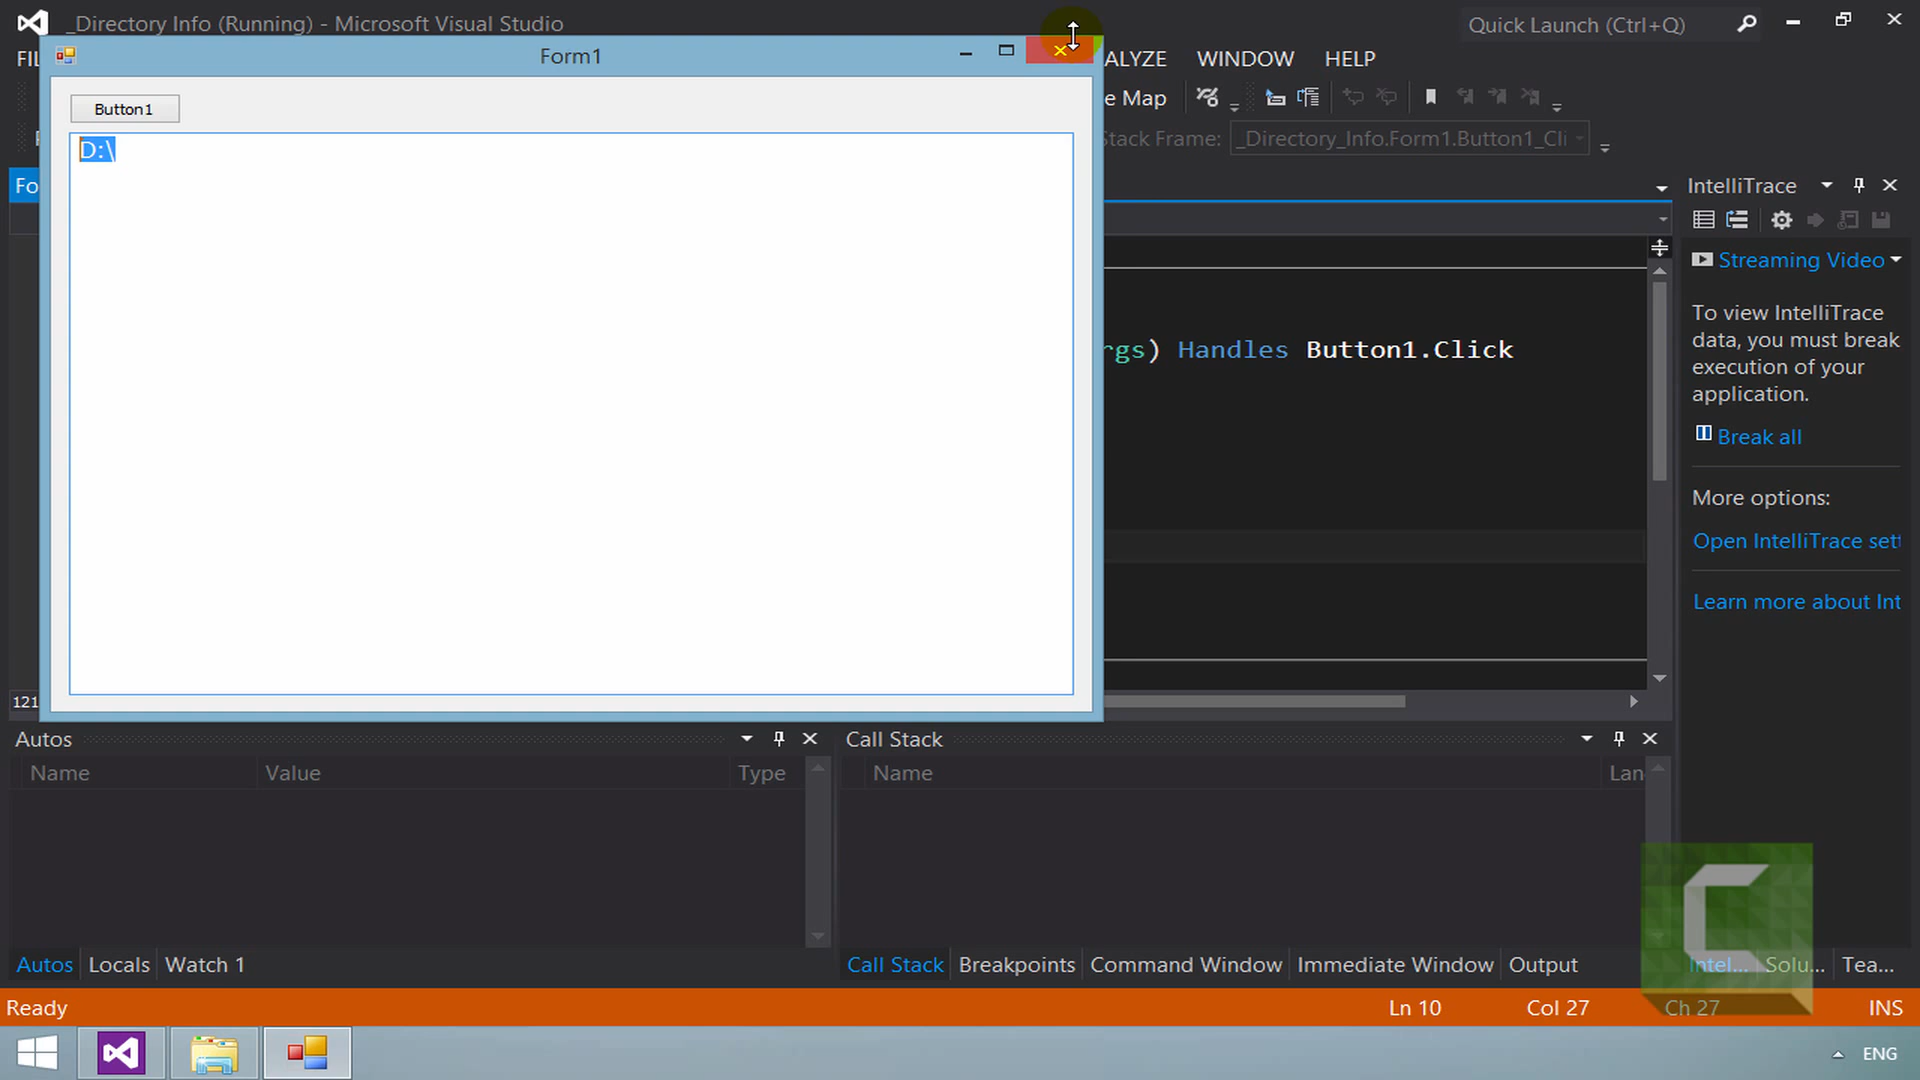 _Directory Info (Running) - Microsoft Visual Studio
Quick Launch (Ctrl+Q)
Form1
FIL
ALYZE WINDOW HELP
Button1
e Map
Stack Frame: _Directory_Info.Form1.Button1_Cli
D:\
Fo
IntelliTrace
Streaming Video
To view IntelliTrace
data, you must break
execution of your
application.
rgs) Handles Button1.Click
Break all
More options:
Open IntelliTrace sett
Learn more about Int
121
Autos
Call Stack
Name Value Type
Name Lan
Autos Locals Watch 1
Call Stack Breakpoints Command Window Immediate Window Output
Intel... Solu... Tea...
Ready Ln 10 Col 27 Ch 27 INS
ENG